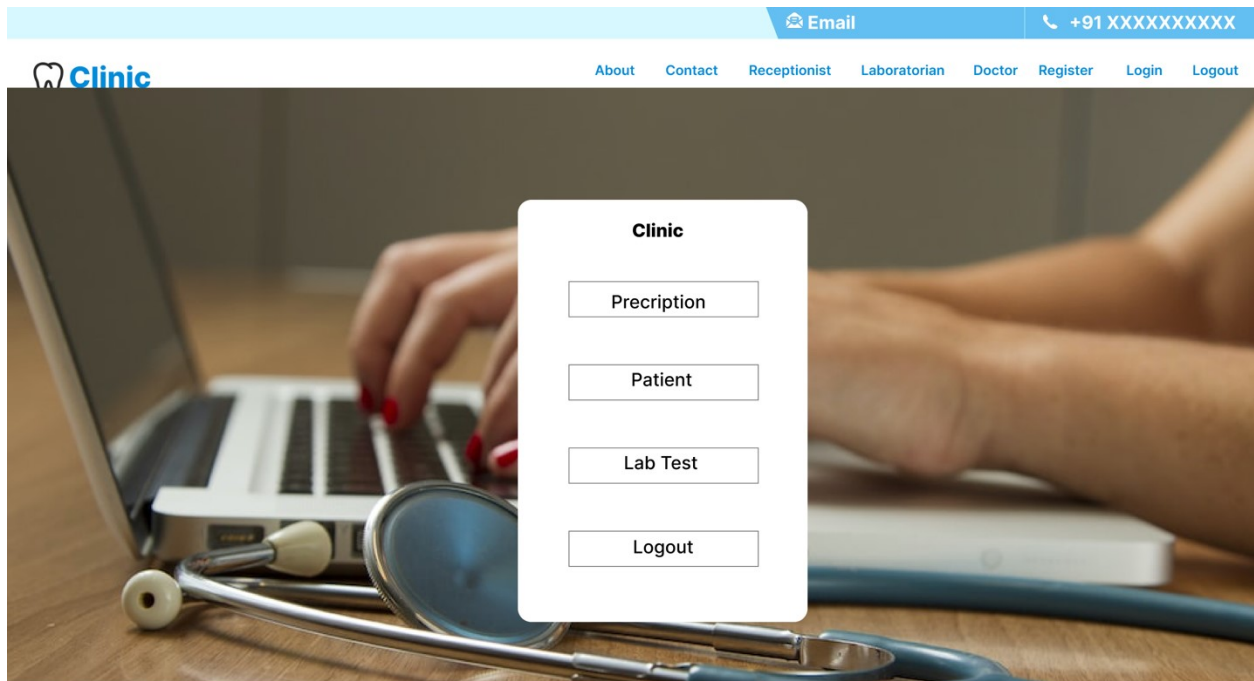 Email
+91 XXXXXXXXXX
Clinic
About Contact Receptionist Laboratorian Doctor Register Login Logout
Clinic
Precription
Patient
Lab Test
Logout